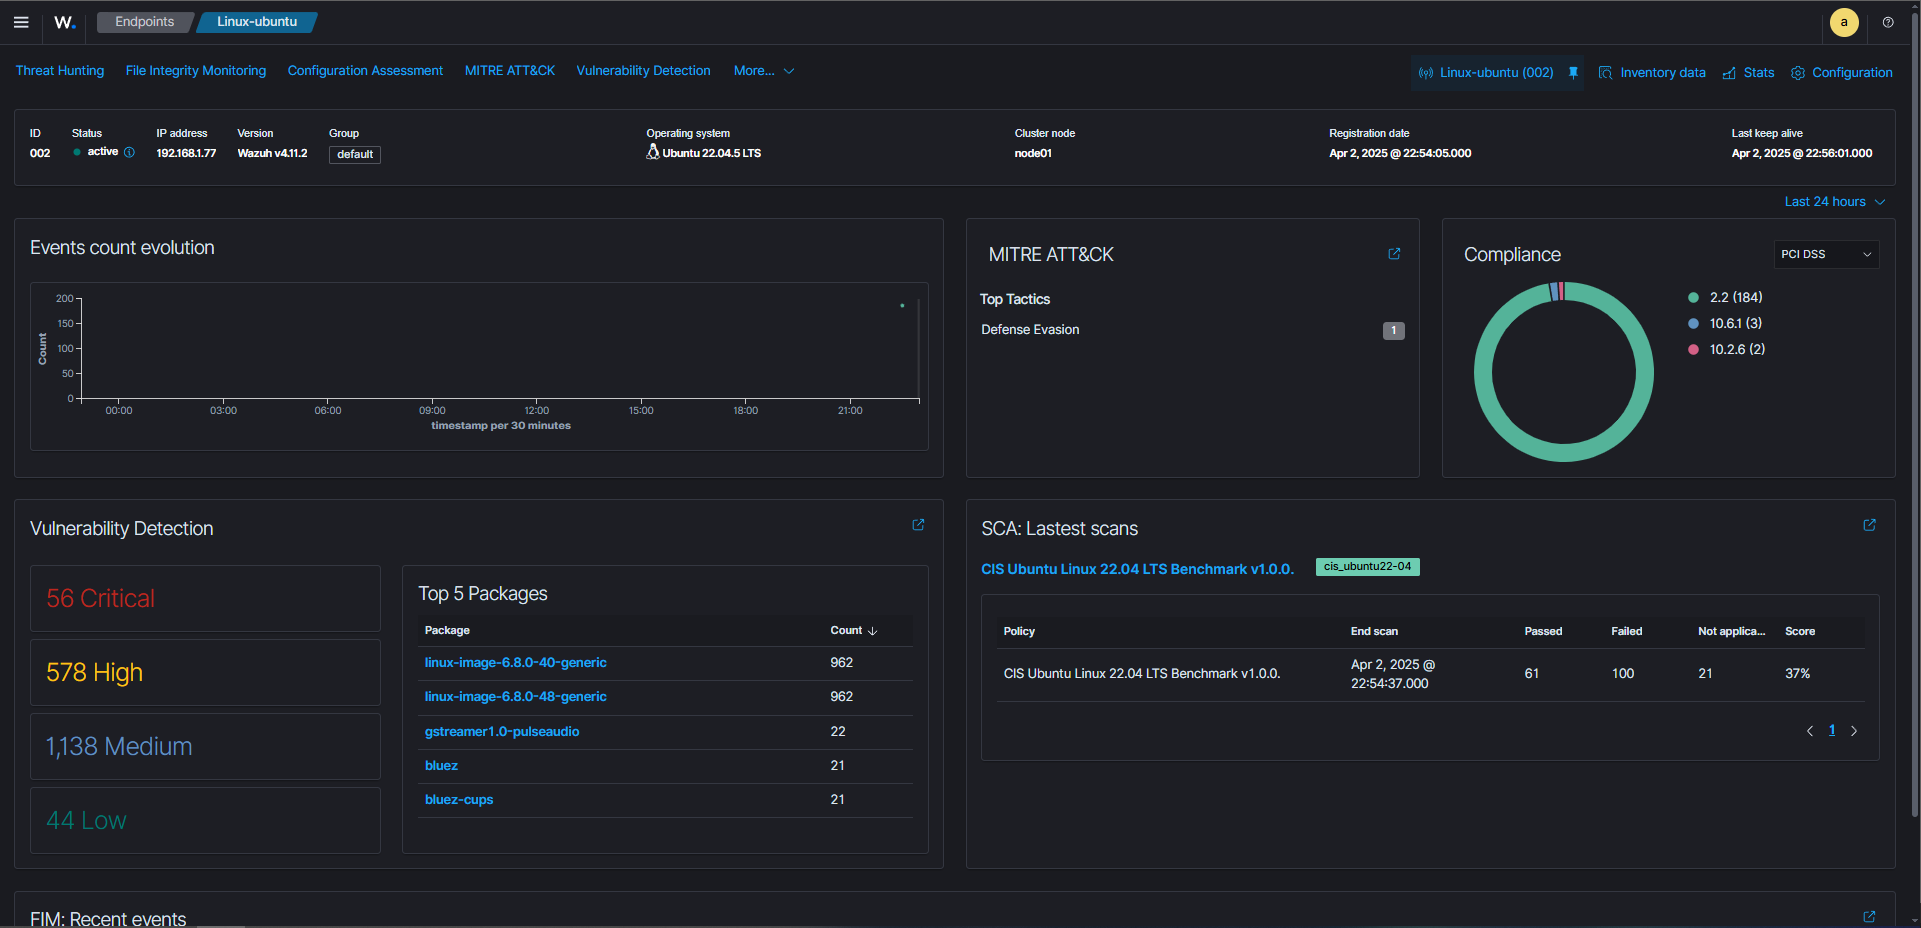 W. Endpoints Linux-ubuntu a
Threat Hunting File Integrity Monitoring Configuration Assessment MITRE ATT&CK Vulnerability Detection More... Linux-ubuntu (002) Inventory data Stats Configuration
ID Status IP address Version Group Operating system Cluster node Registration date Last keep alive
002 active 192.168.1.77 Wazuh v4.11.2 default Ubuntu 22.04.5 LTS node01 Apr 2, 2025 @ 22:54:05.000 Apr 2, 2025 @ 22:56:01.000
Last 24 hours
Events count evolution
200
150
100
50
0
Count
00:00 03:00 06:00 09:00 12:00 15:00 18:00 21:00
timestamp per 30 minutes
MITRE ATT&CK
Top Tactics
Defense Evasion 1
Compliance PCI DSS
2.2 (184)
10.6.1 (3)
10.2.6 (2)
Vulnerability Detection
56 Critical
578 High
1,138 Medium
44 Low
Top 5 Packages
Package Count
linux-image-6.8.0-40-generic 962
linux-image-6.8.0-48-generic 962
gstreamer1.0-pulseaudio 22
bluez 21
bluez-cups 21
SCA: Lastest scans
CIS Ubuntu Linux 22.04 LTS Benchmark v1.0.0. cis_ubuntu22-04
Policy End scan Passed Failed Not applica... Score
CIS Ubuntu Linux 22.04 LTS Benchmark v1.0.0. Apr 2, 2025 @ 22:54:37.000 61 100 21 37%
1
FIM: Recent events